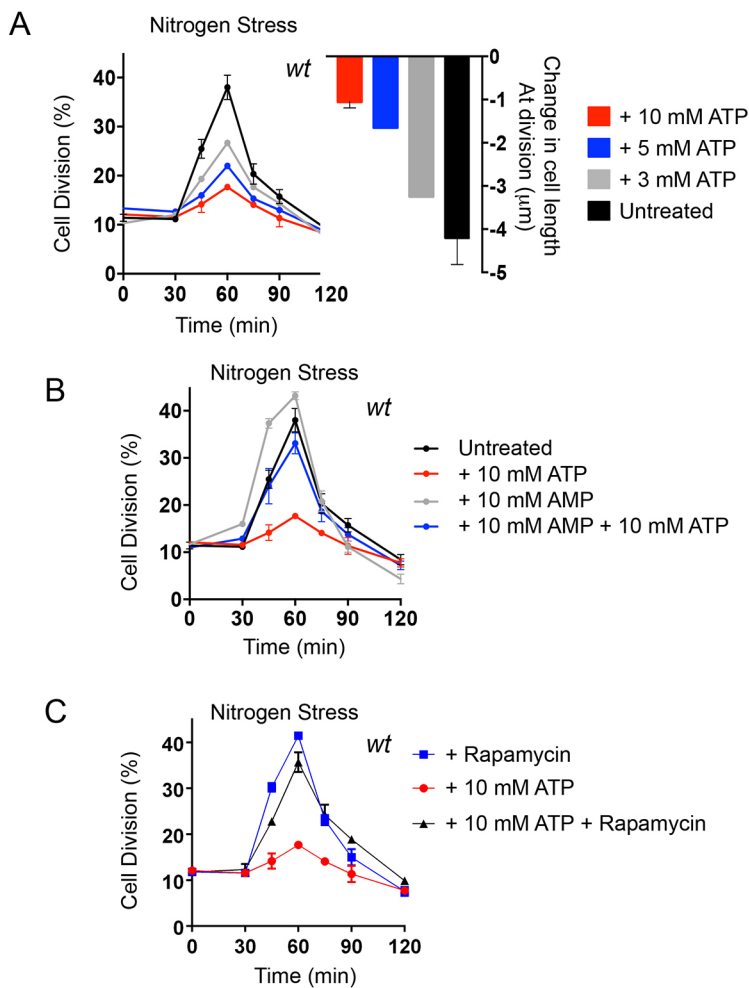 A
Nitrogen Stress
wt
Cell Division (%)
40
30
20
10
0
0 30 60 90 120
Time (min)
0
-1
-2
-3
-4
-5
Change in cell length
At division (μm)
+ 10 mM ATP
+ 5 mM ATP
+ 3 mM ATP
Untreated
B
Nitrogen Stress
wt
Cell Division (%)
40
30
20
10
0
0 30 60 90 120
Time (min)
Untreated
+ 10 mM ATP
+ 10 mM AMP
+ 10 mM AMP + 10 mM ATP
C
Nitrogen Stress
wt
Cell Division (%)
40
30
20
10
0
0 30 60 90 120
Time (min)
+ Rapamycin
+ 10 mM ATP
+ 10 mM ATP + Rapamycin